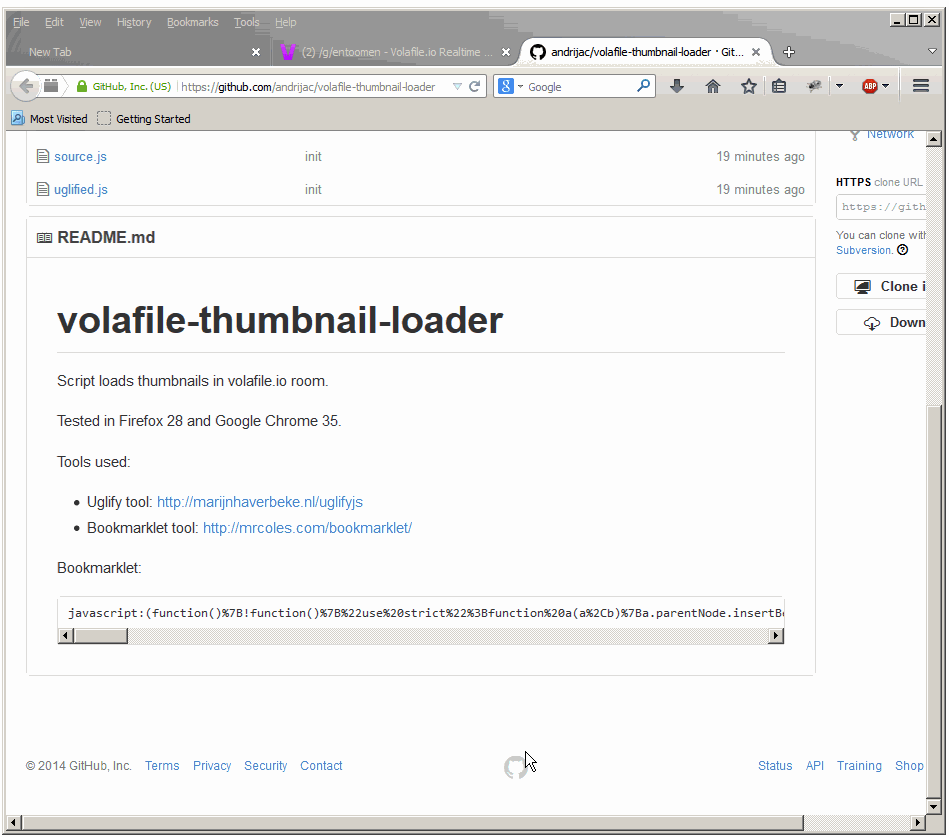 File Edit View History Bookmarks Tools Help
New Tab
(2) /g/entoomen - Volafile.io Realtime ...
andrijac/volafile-thumbnail-loader · Git...
GitHub, Inc. (US) https://github.com/andrijac/volafile-thumbnail-loader
8 Google
ABP
Most Visited Getting Started
Network
source.js init 19 minutes ago
uglified.js init 19 minutes ago
HTTPS clone URL
https://gith
You can clone with
Subversion.
Clone i
Down
README.md
volafile-thumbnail-loader
Script loads thumbnails in volafile.io room.
Tested in Firefox 28 and Google Chrome 35.
Tools used:
• Uglify tool: http://marijnhaverbeke.nl/uglifyjs
• Bookmarklet tool: http://mrcoles.com/bookmarklet/
Bookmarklet:
javascript:(function()%7B!function()%7B%22use%20strict%22%3Bfunction%20a(a%2Cb)%7Ba.parentNode.insertBe
© 2014 GitHub, Inc. Terms Privacy Security Contact
Status API Training Shop